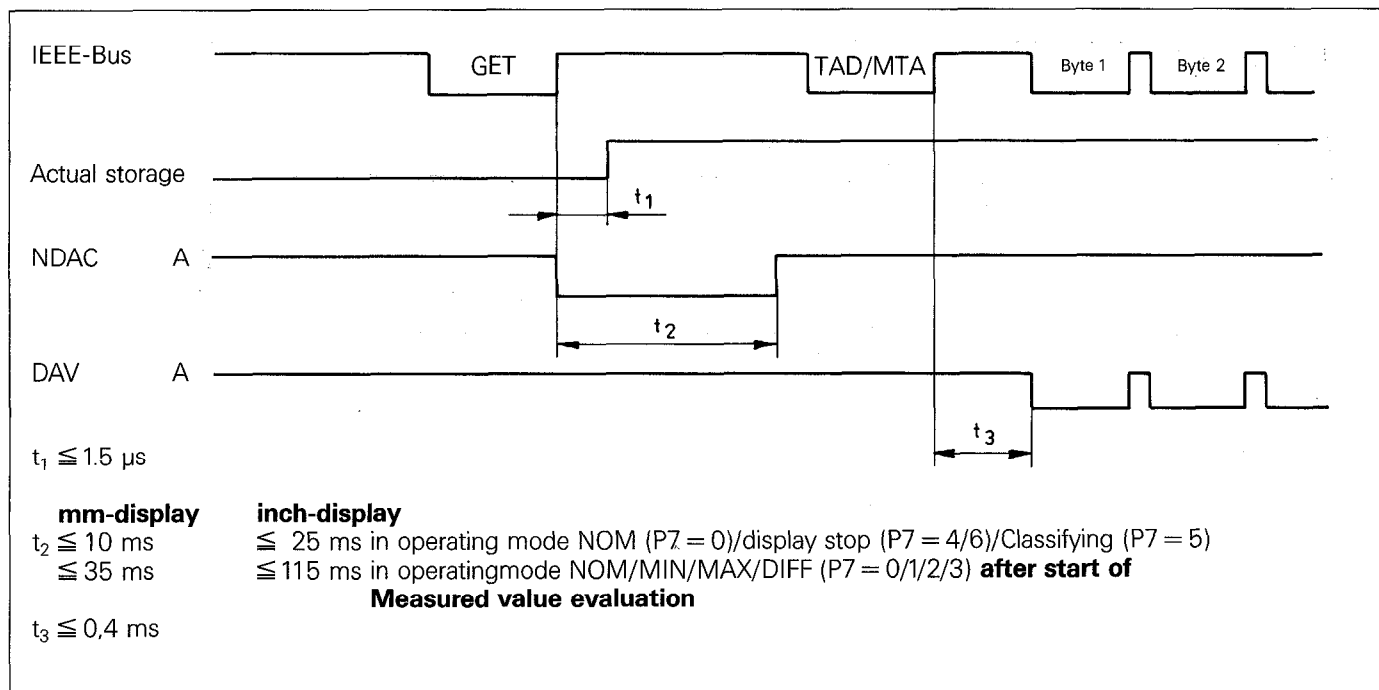 IEEE-Bus GET TAD/MTA Byte 1 Byte 2
Actual storage
t₁
NDAC A
t₂
DAV A
t₃
t₁ ≦ 1.5 µs
mm-display inch-display
t₂ ≦ 10 ms ≦ 25 ms in operating mode NOM (P7 = 0)/display stop (P7 = 4/6)/Classifying (P7 = 5)
≦ 35 ms ≦ 115 ms in operatingmode NOM/MIN/MAX/DIFF (P7 = 0/1/2/3) after start of
Measured value evaluation
t₃ ≦ 0,4 ms